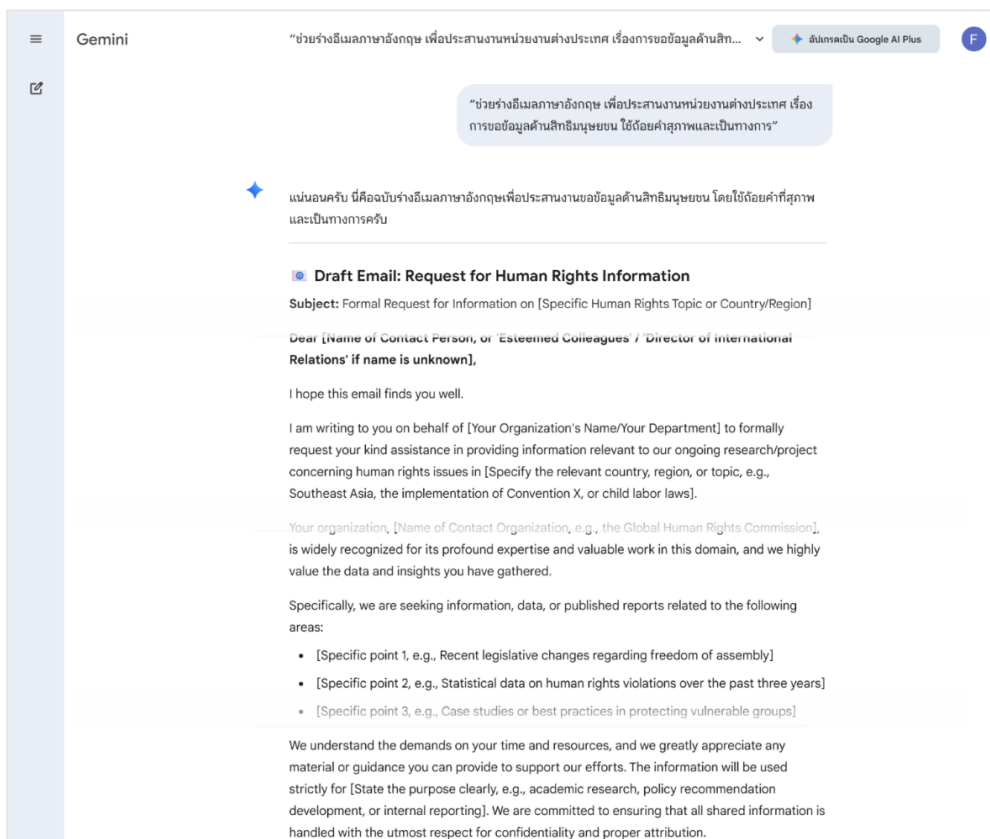 Gemini
“ช่วยร่างอีเมลภาษาอังกฤษ เพื่อประสานงานหน่วยงานต่างประเทศ เรื่องการขอข้อมูลด้านสิท...
อัปเกรดเป็น Google AI Plus
F
“ช่วยร่างอีเมลภาษาอังกฤษ เพื่อประสานงานหน่วยงานต่างประเทศ เรื่อง
การขอข้อมูลด้านสิทธิมนุษยชน ใช้ถ้อยคำสุภาพและเป็นทางการ”
แน่นอนครับ นี่คือฉบับร่างอีเมลภาษาอังกฤษเพื่อประสานงานขอข้อมูลด้านสิทธิมนุษยชน โดยใช้ถ้อยคำที่สุภาพ
และเป็นทางการครับ
Draft Email: Request for Human Rights Information
Subject: Formal Request for Information on [Specific Human Rights Topic or Country/Region]
Dear [Name of Contact Person, or 'Esteemed Colleagues' / 'Director of International
Relations' if name is unknown],
I hope this email finds you well.
I am writing to you on behalf of [Your Organization's Name/Your Department] to formally
request your kind assistance in providing information relevant to our ongoing research/project
concerning human rights issues in [Specify the relevant country, region, or topic, e.g.,
Southeast Asia, the implementation of Convention X, or child labor laws].
Your organization, [Name of Contact Organization, e.g., the Global Human Rights Commission],
is widely recognized for its profound expertise and valuable work in this domain, and we highly
value the data and insights you have gathered.
Specifically, we are seeking information, data, or published reports related to the following
areas:
• [Specific point 1, e.g., Recent legislative changes regarding freedom of assembly]
• [Specific point 2, e.g., Statistical data on human rights violations over the past three years]
• [Specific point 3, e.g., Case studies or best practices in protecting vulnerable groups]
We understand the demands on your time and resources, and we greatly appreciate any
material or guidance you can provide to support our efforts. The information will be used
strictly for [State the purpose clearly, e.g., academic research, policy recommendation
development, or internal reporting]. We are committed to ensuring that all shared information is
handled with the utmost respect for confidentiality and proper attribution.